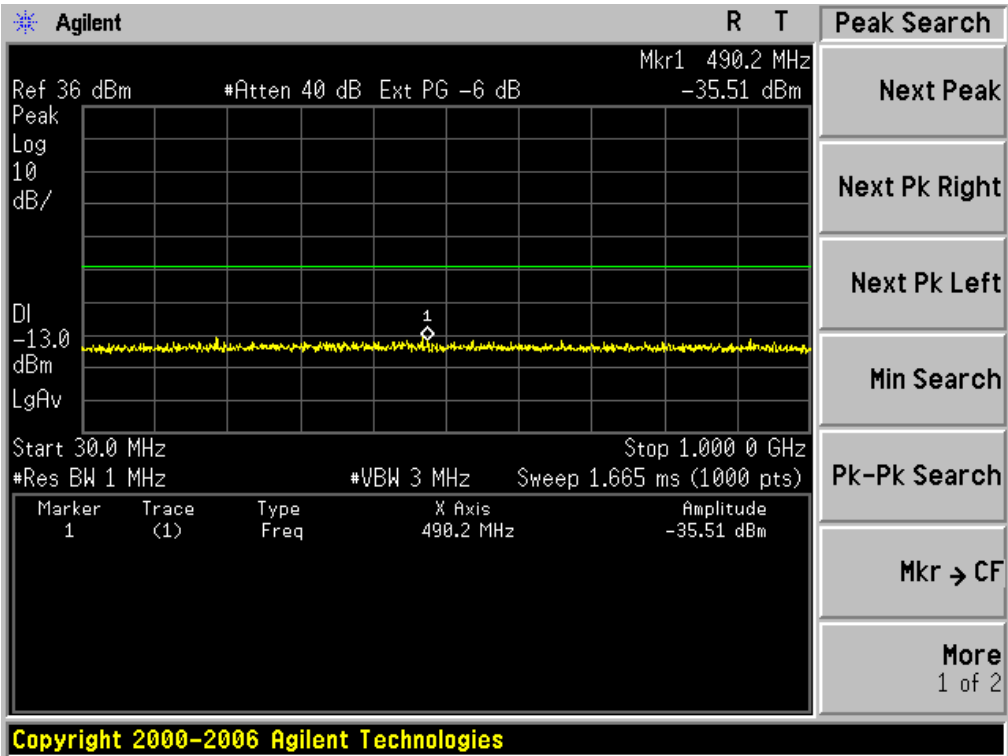 Agilent R T Peak Search
Mkr1 490.2 MHz
Ref 36 dBm #Atten 40 dB Ext PG -6 dB -35.51 dBm
Peak
Log
10
dB/
1
DI
-13.0
dBm
LgAv
Start 30.0 MHz Stop 1.000 0 GHz
#Res BW 1 MHz #VBW 3 MHz Sweep 1.665 ms (1000 pts)
Marker Trace Type X Axis Amplitude
1 (1) Freq 490.2 MHz -35.51 dBm
Next Peak
Next Pk Right
Next Pk Left
Min Search
Pk-Pk Search
Mkr → CF
More
1 of 2
Copyright 2000-2006 Agilent Technologies